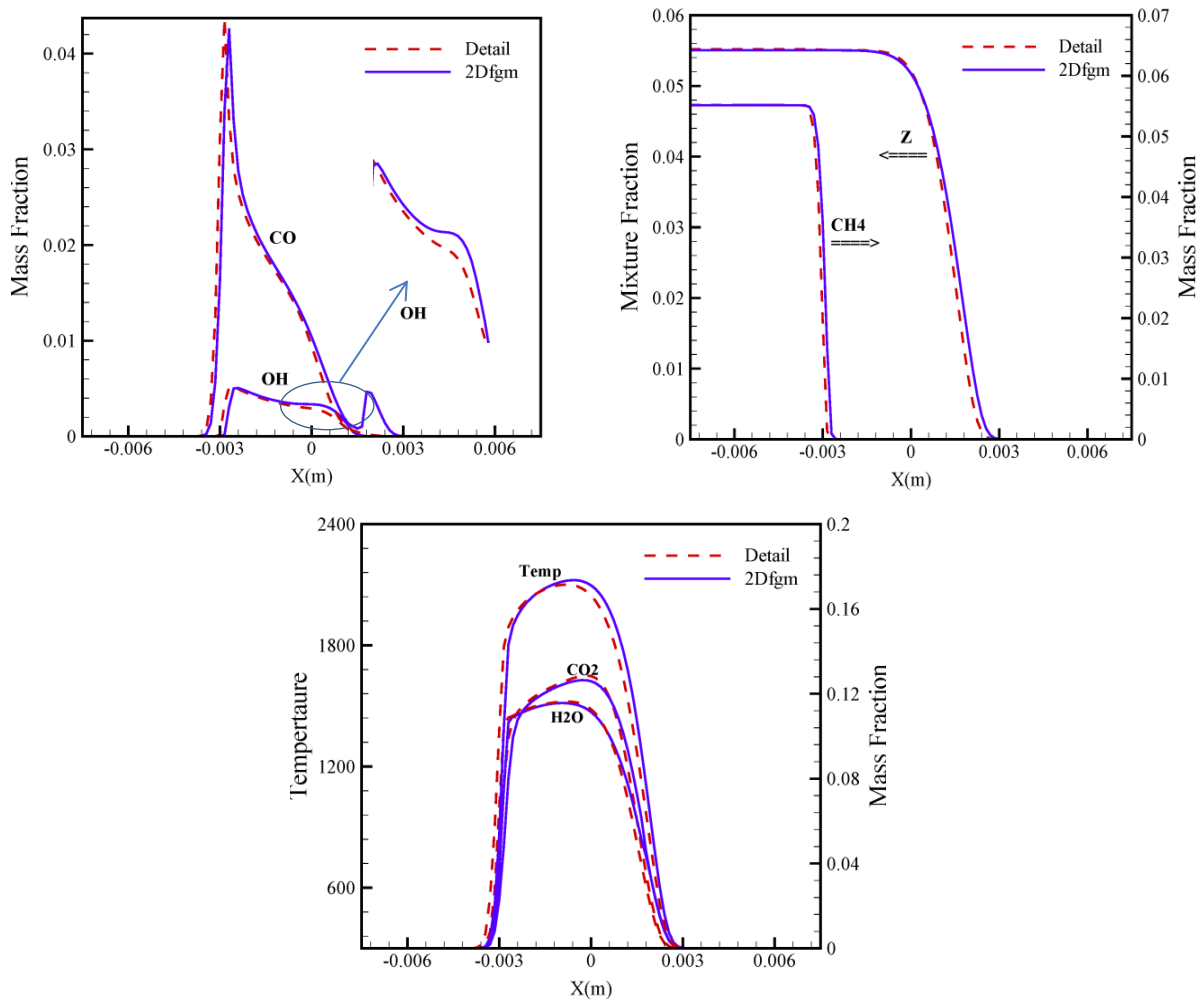 Detail
2Dfgm
CO
OH
OH
Mass Fraction
0.04
0.03
0.02
0.01
0
-0.006
-0.003
0
0.003
0.006
X(m)
Detail
2Dfgm
Z
<====
CH4
====>
Mixture Fraction
0.06
0.05
0.04
0.03
0.02
0.01
0
Mass Fraction
0.07
0.06
0.05
0.04
0.03
0.02
0.01
0
-0.006
-0.003
0
0.003
0.006
X(m)
Detail
2Dfgm
Temp
CO2
H2O
Tempertaure
2400
1800
1200
600
Mass Fraction
0.2
0.16
0.12
0.08
0.04
0
-0.006
-0.003
0
0.003
0.006
X(m)